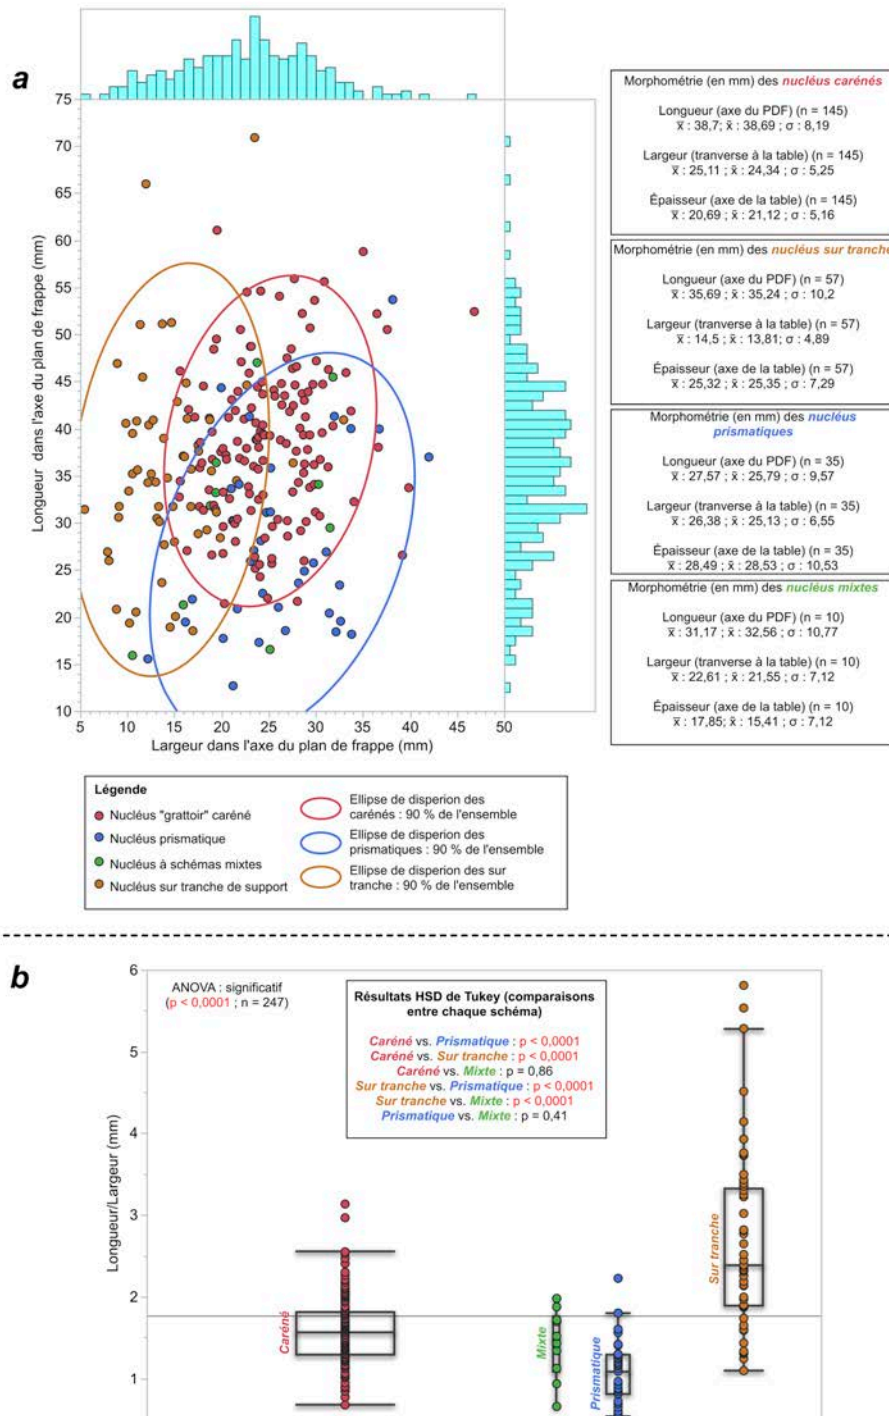 a
Morphométrie (en mm) des nucléus carénés
Longueur (axe du PDF) (n = 145)
x̅ : 38,7; x̃ : 38,69 ; σ : 8,19
Largeur (tranverse à la table) (n = 145)
x̅ : 25,11 ; x̃ : 24,34 ; σ : 5,25
Épaisseur (axe de la table) (n = 145)
x̅ : 20,69 ; x̃ : 21,12 ; σ : 5,16
Morphométrie (en mm) des nucléus sur tranche
Longueur (axe du PDF) (n = 57)
x̅ : 35,69 ; x̃ : 35,24 ; σ : 10,2
Largeur (tranverse à la table) (n = 57)
x̅ : 14,5 ; x̃ : 13,81; σ : 4,89
Épaisseur (axe de la table) (n = 57)
x̅ : 25,32 ; x̃ : 25,35 ; σ : 7,29
Morphométrie (en mm) des nucléus
prismatiques
Longueur (axe du PDF) (n = 35)
x̅ : 27,57 ; x̃ : 25,79 ; σ : 9,57
Largeur (tranverse à la table) (n = 35)
x̅ : 26,38 ; x̃ : 25,13 ; σ : 6,55
Épaisseur (axe de la table) (n = 35)
x̅ : 28,49 ; x̃ : 28,53 ; σ : 10,53
Morphométrie (en mm) des nucléus mixtes
Longueur (axe du PDF) (n = 10)
x̅ : 31,17 ; x̃ : 32,56 ; σ : 10,77
Largeur (tranverse à la table) (n = 10)
x̅ : 22,61 ; x̃ : 21,55 ; σ : 7,12
Épaisseur (axe de la table) (n = 10)
x̅ : 17,85; x̃ : 15,41 ; σ : 7,12
Longueur dans l'axe du plan de frappe (mm)
75
70
65
60
55
50
45
40
35
30
25
20
15
10
5 10 15 20 25 30 35 40 45 50
Largeur dans l'axe du plan de frappe (mm)
Légende
Nucléus "grattoir" caréné
Nucléus prismatique
Nucléus à schémas mixtes
Nucléus sur tranche de support
Ellipse de disperion des
carénés : 90 % de l'ensemble
Ellipse de disperion des
prismatiques : 90 % de l'ensemble
Ellipse de disperion des sur
tranche : 90 % de l'ensemble
b
ANOVA : significatif
(p < 0,0001 ; n = 247)
Résultats HSD de Tukey (comparaisons
entre chaque schéma)
Caréné vs. Prismatique : p < 0,0001
Caréné vs. Sur tranche : p < 0,0001
Caréné vs. Mixte : p = 0,86
Sur tranche vs. Prismatique : p < 0,0001
Sur tranche vs. Mixte : p < 0,0001
Prismatique vs. Mixte : p = 0,41
Longueur/Largeur (mm)
6
5
4
3
2
1
Caréné
Mixte
Prismatique
Sur tranche